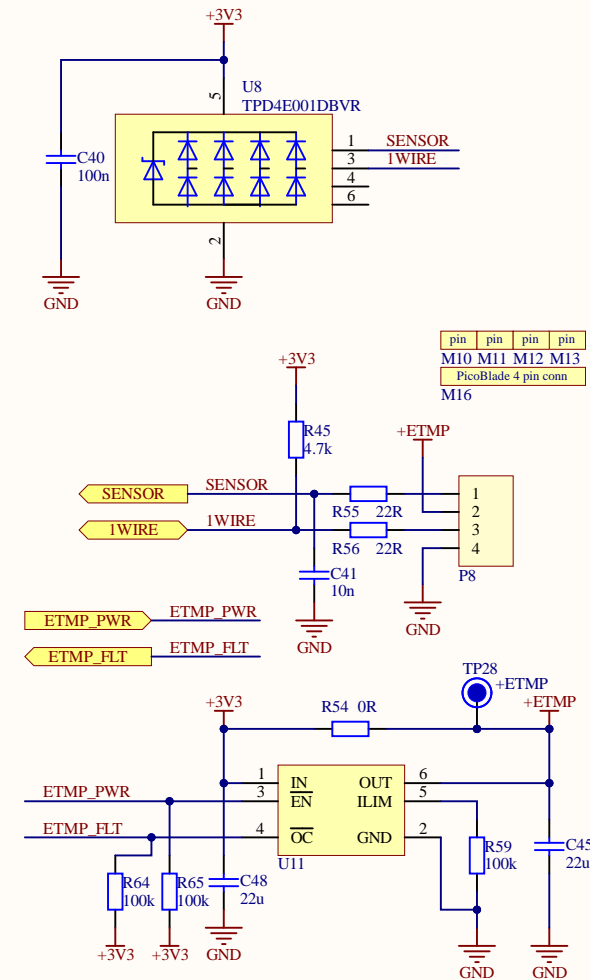 +3V3
U8
TPD4E001DBVR
5
C40
100n
1 SENSOR
3 1WIRE
4
6
2
GND GND
pin pin pin pin
M10 M11 M12 M13
PicoBlade 4 pin conn
M16
+3V3
R45
4.7k
+ETMP
SENSOR SENSOR
R55 22R
1
2
1WIRE 1WIRE
R56 22R
3
4
P8
C41
10n
GND
GND
ETMP_PWR ETMP_PWR
ETMP_FLT ETMP_FLT
TP28
+ETMP
+3V3
R54 0R
+ETMP
1 IN OUT 6
ETMP_PWR 3 EN ILIM 5
ETMP_FLT 4 OC GND 2
U11
R59
100k
C45
22u
R64
100k
R65
100k
C48
22u
+3V3 +3V3 GND
GND GND